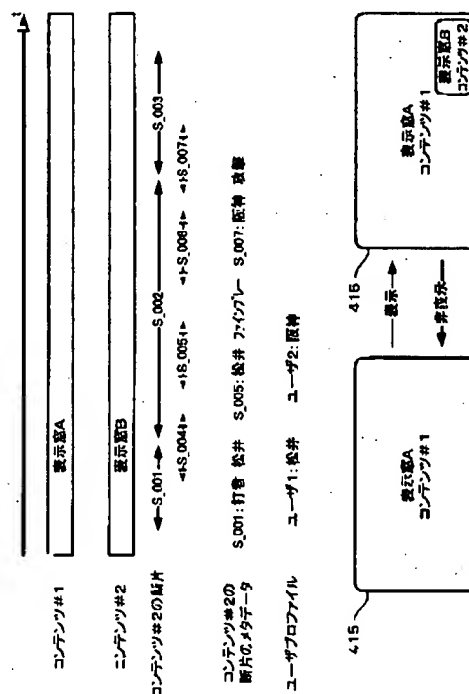 t
コンテンツ#1
表示窓A
コンテンツ#2
表示窓B
コンテンツ#2の断片
S_001
S_002
S_003
S_004
S_005
S_008
S_007
コンテンツ#2の
断片のメタデータ
S_001: 打者 松井 S_005: 松井 ファインプレー S_007: 阪神 攻撃
ユーザプロファイル
ユーザ1: 松井 ユーザ2: 阪神
415
表示窓A
コンテンツ#1
表示
非表示
415
表示窓A
コンテンツ#1
表示窓B
コンテンツ#2